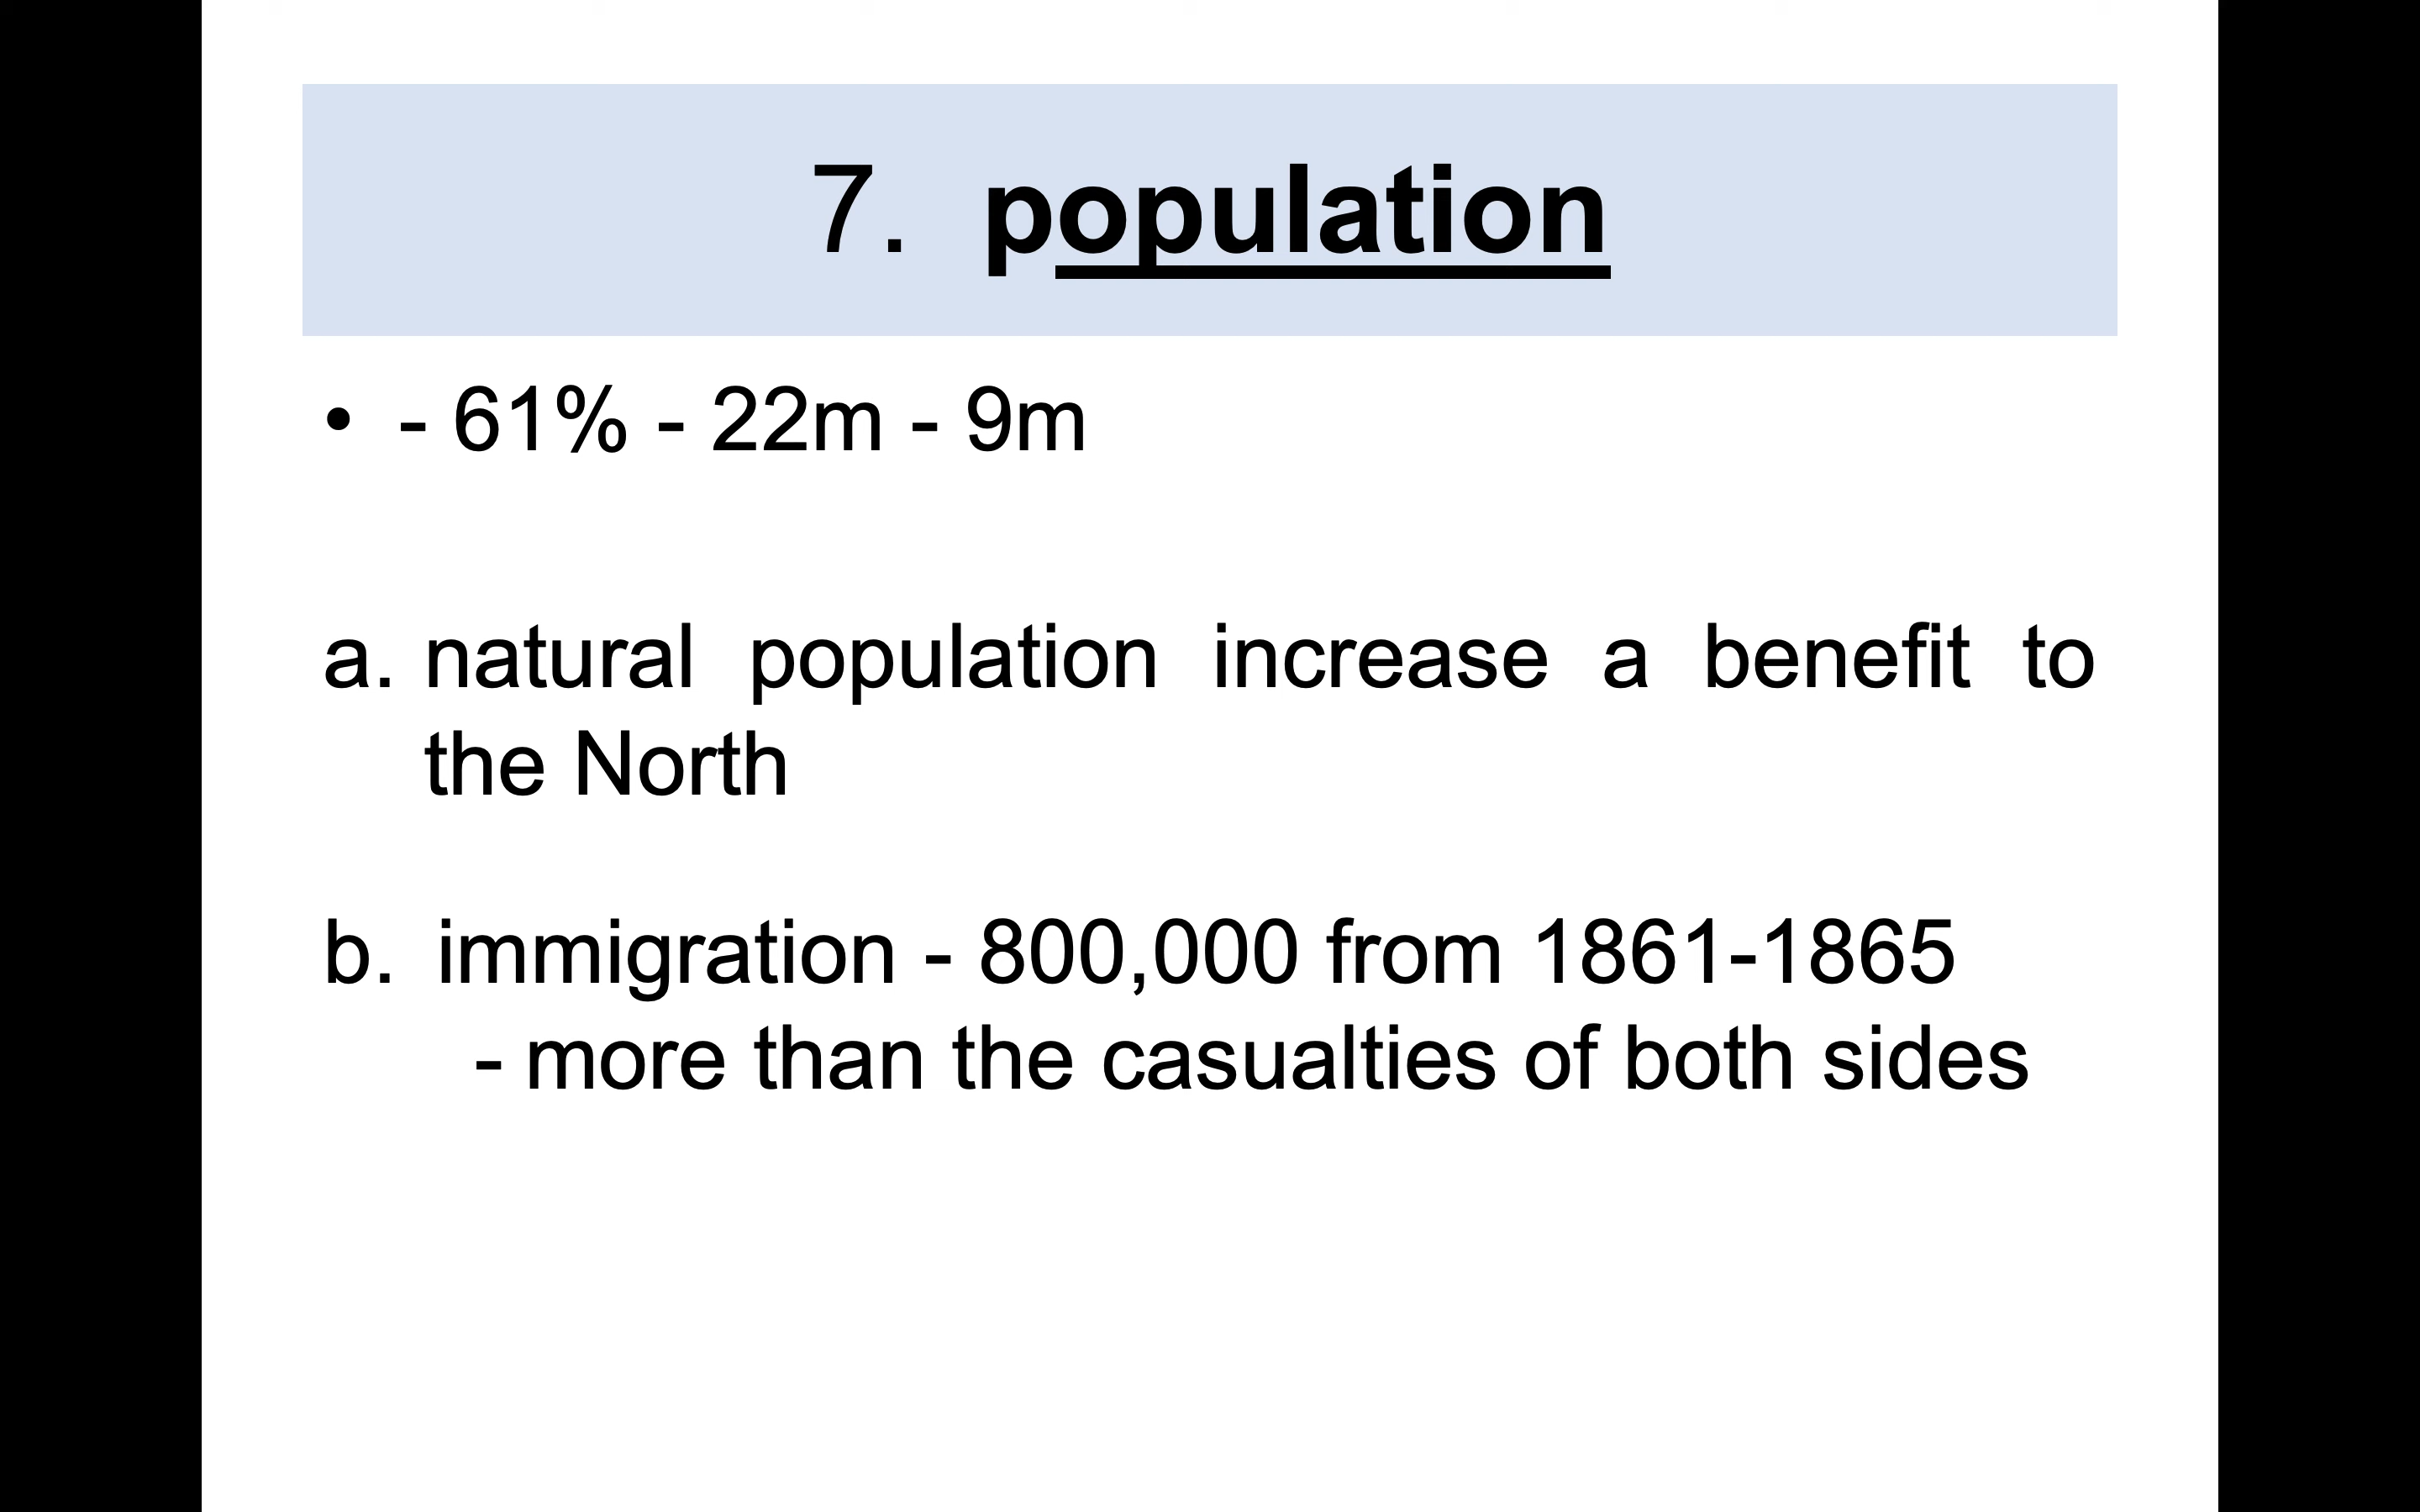 7. population
• - 61% - 22m - 9m
a. natural population increase a benefit to
the North
b. immigration - 800,000 from 1861-1865
- more than the casualties of both sides